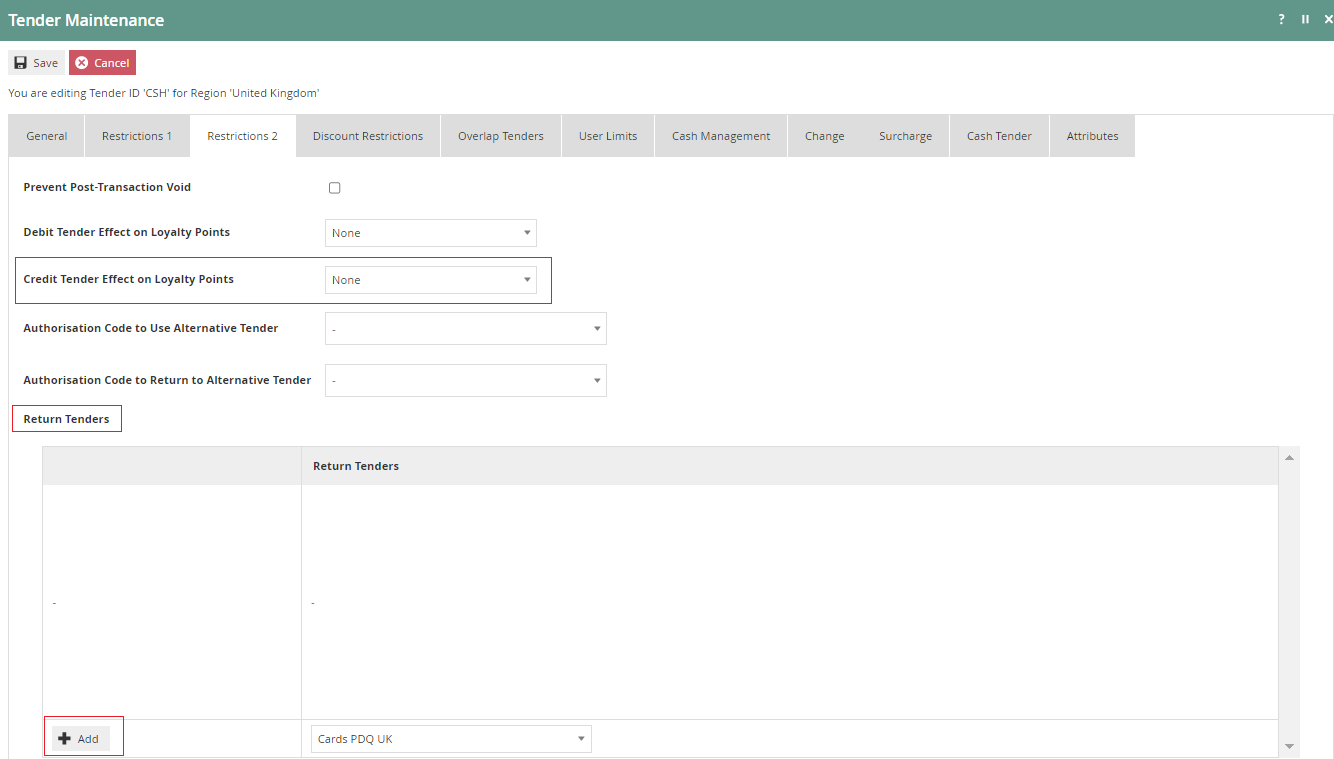 Tender Maintenance ?
Save Cancel
You are editing Tender ID 'CSH' for Region 'United Kingdom'
General Restrictions 1 Restrictions 2 Discount Restrictions Overlap Tenders User Limits Cash Management Change Surcharge Cash Tender Attributes
Prevent Post-Transaction Void
Debit Tender Effect on Loyalty Points None
Credit Tender Effect on Loyalty Points None
Authorisation Code to Use Alternative Tender -
Authorisation Code to Return to Alternative Tender -
Return Tenders
Return Tenders
- -
Add Cards PDQ UK